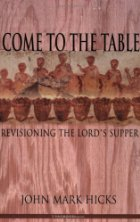 COME TO THE TABLE
REVISIONING THE LORD'S SUPPER
JOHN MARK HICKS